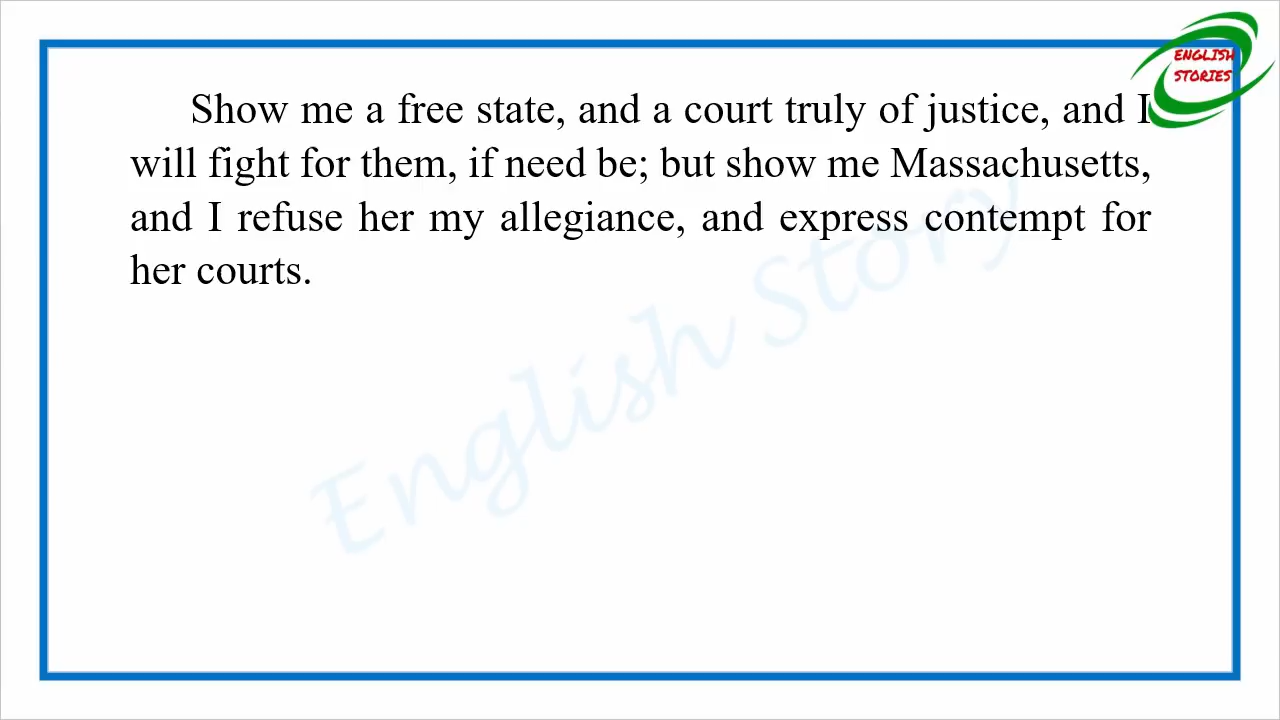 ENGLISH
STORIES
Show me a free state, and a court truly of justice, and I
will fight for them, if need be; but show me Massachusetts,
and I refuse her my allegiance, and express contempt for
her courts.
English Story